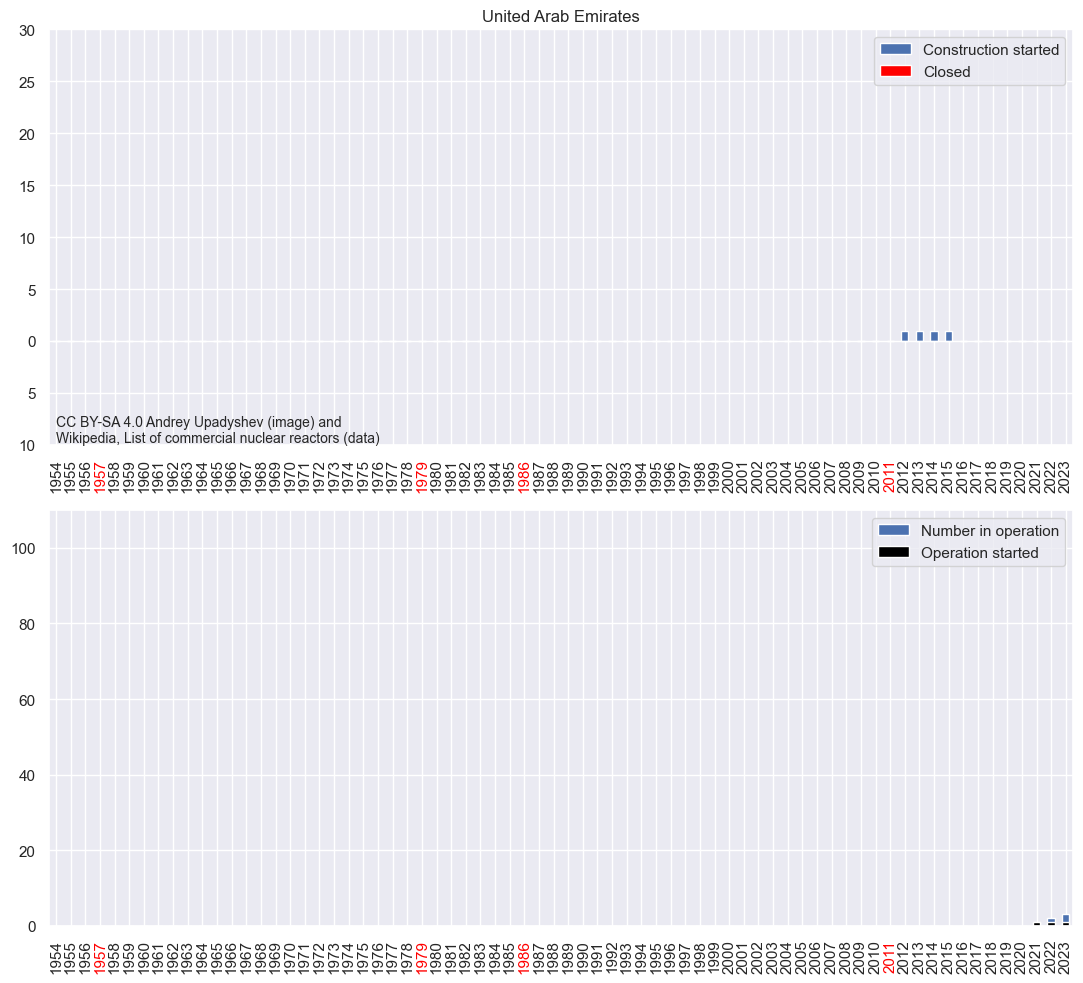 United Arab Emirates
30
25
20
15
10
5
0
5
10
Construction started
Closed
CC BY-SA 4.0 Andrey Upadyshev (image) and
Wikipedia, List of commercial nuclear reactors (data)
1954 1955 1956 1957 1958 1959 1960 1961 1962 1963 1964 1965 1966 1967 1968 1969 1970 1971 1972 1973 1974 1975 1976 1977 1978 1979 1980 1981 1982 1983 1984 1985 1986 1987 1988 1989 1990 1991 1992 1993 1994 1995 1996 1997 1998 1999 2000 2001 2002 2003 2004 2005 2006 2007 2008 2009 2010 2011 2012 2013 2014 2015 2016 2017 2018 2019 2020 2021 2022 2023
100
80
60
40
20
0
Number in operation
Operation started
1954 1955 1956 1957 1958 1959 1960 1961 1962 1963 1964 1965 1966 1967 1968 1969 1970 1971 1972 1973 1974 1975 1976 1977 1978 1979 1980 1981 1982 1983 1984 1985 1986 1987 1988 1989 1990 1991 1992 1993 1994 1995 1996 1997 1998 1999 2000 2001 2002 2003 2004 2005 2006 2007 2008 2009 2010 2011 2012 2013 2014 2015 2016 2017 2018 2019 2020 2021 2022 2023